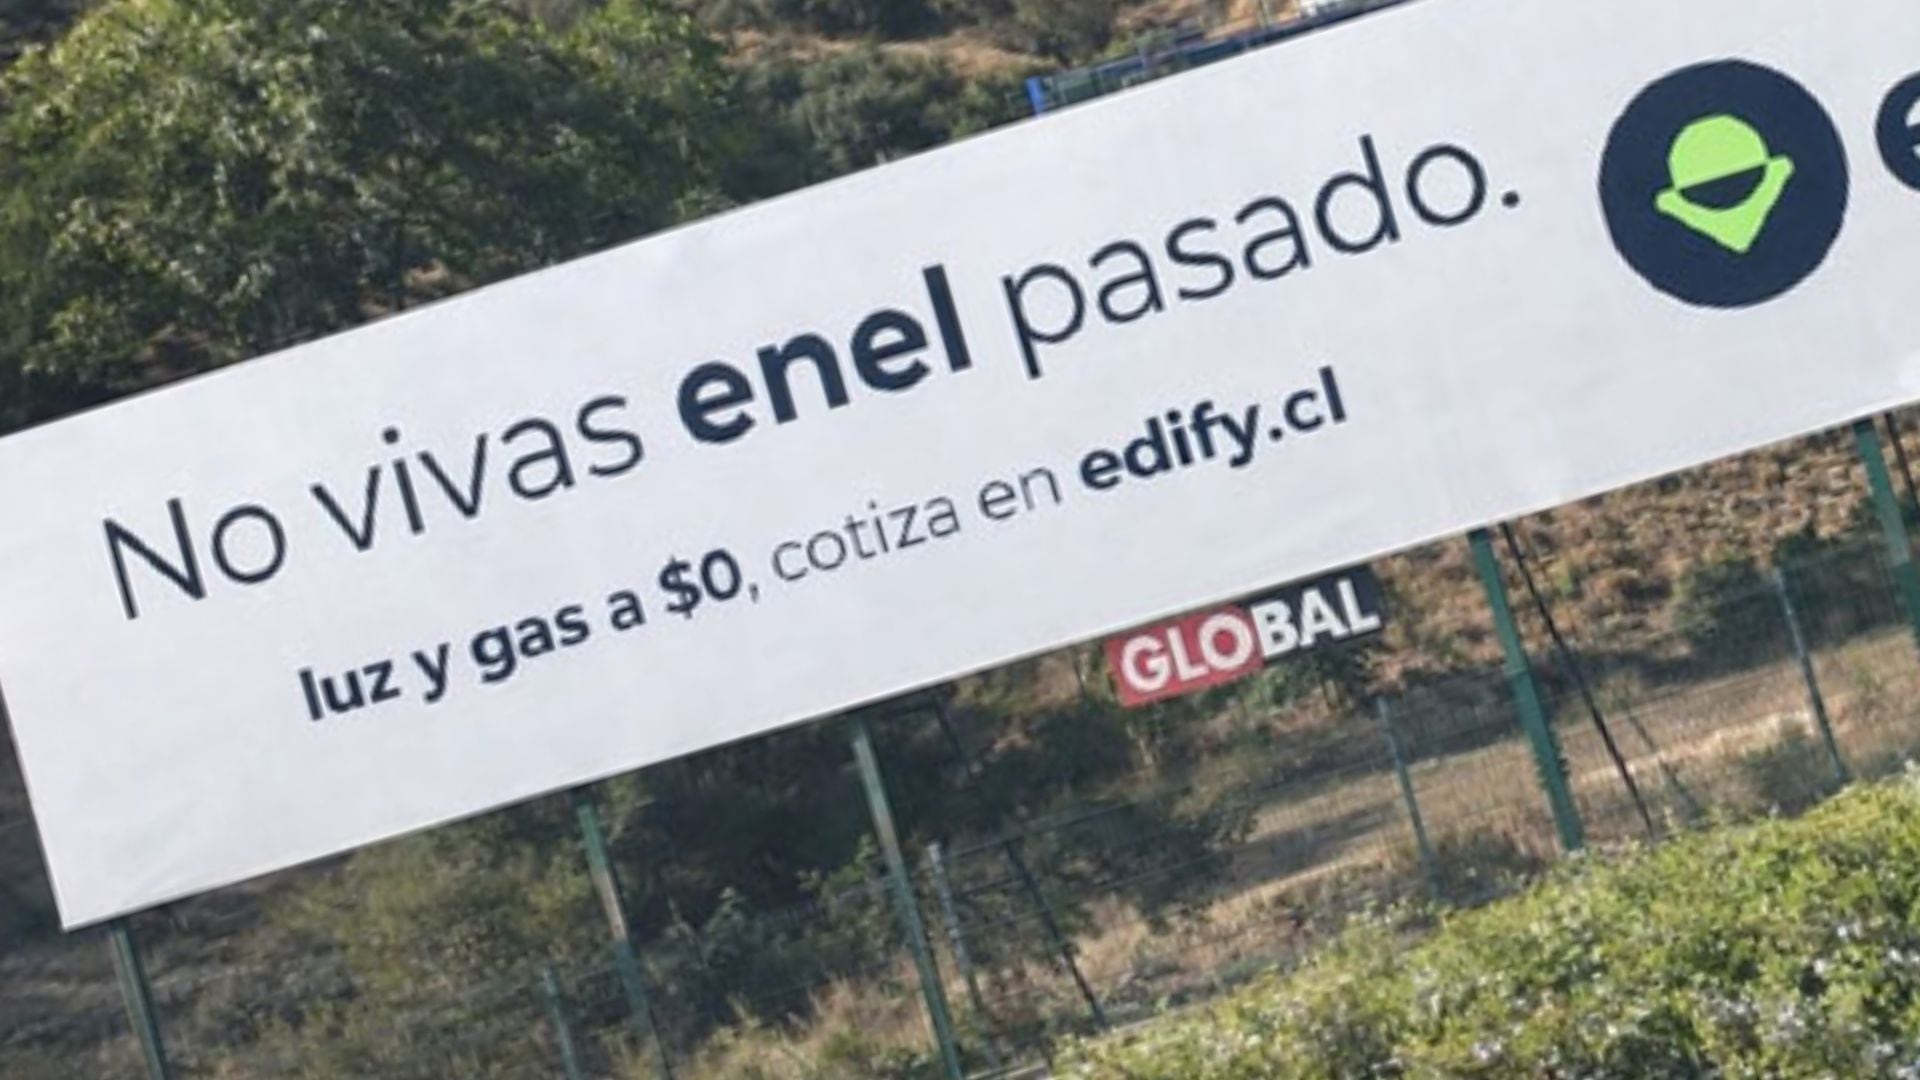 No vivas enel pasado.
luz y gas a $0, cotiza en edify.cl
e
GLOBAL